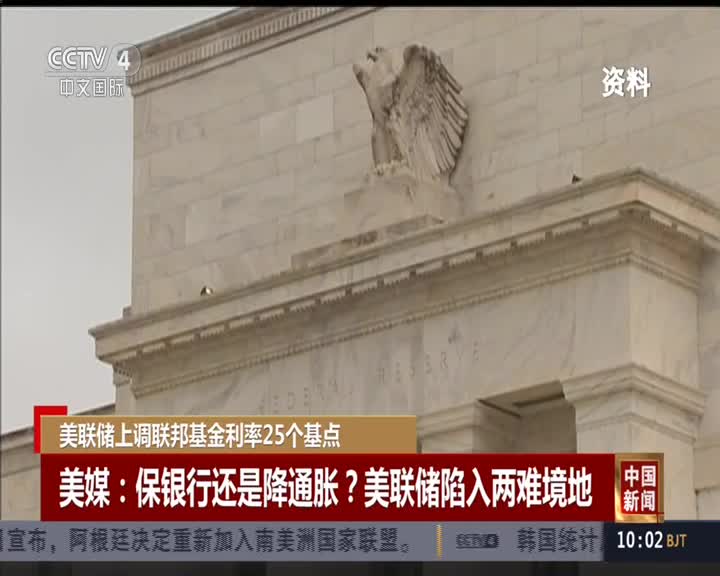 CCTV 4
中文国际
资料
FEDERAL RESERVE
美联储上调联邦基金利率25个基点
美媒：保银行还是降通胀？美联储陷入两难境地
中国
新闻
宣布，阿根廷决定重新加入南美洲国家联盟。 CCTV4 韩国统计
10:02 BJT